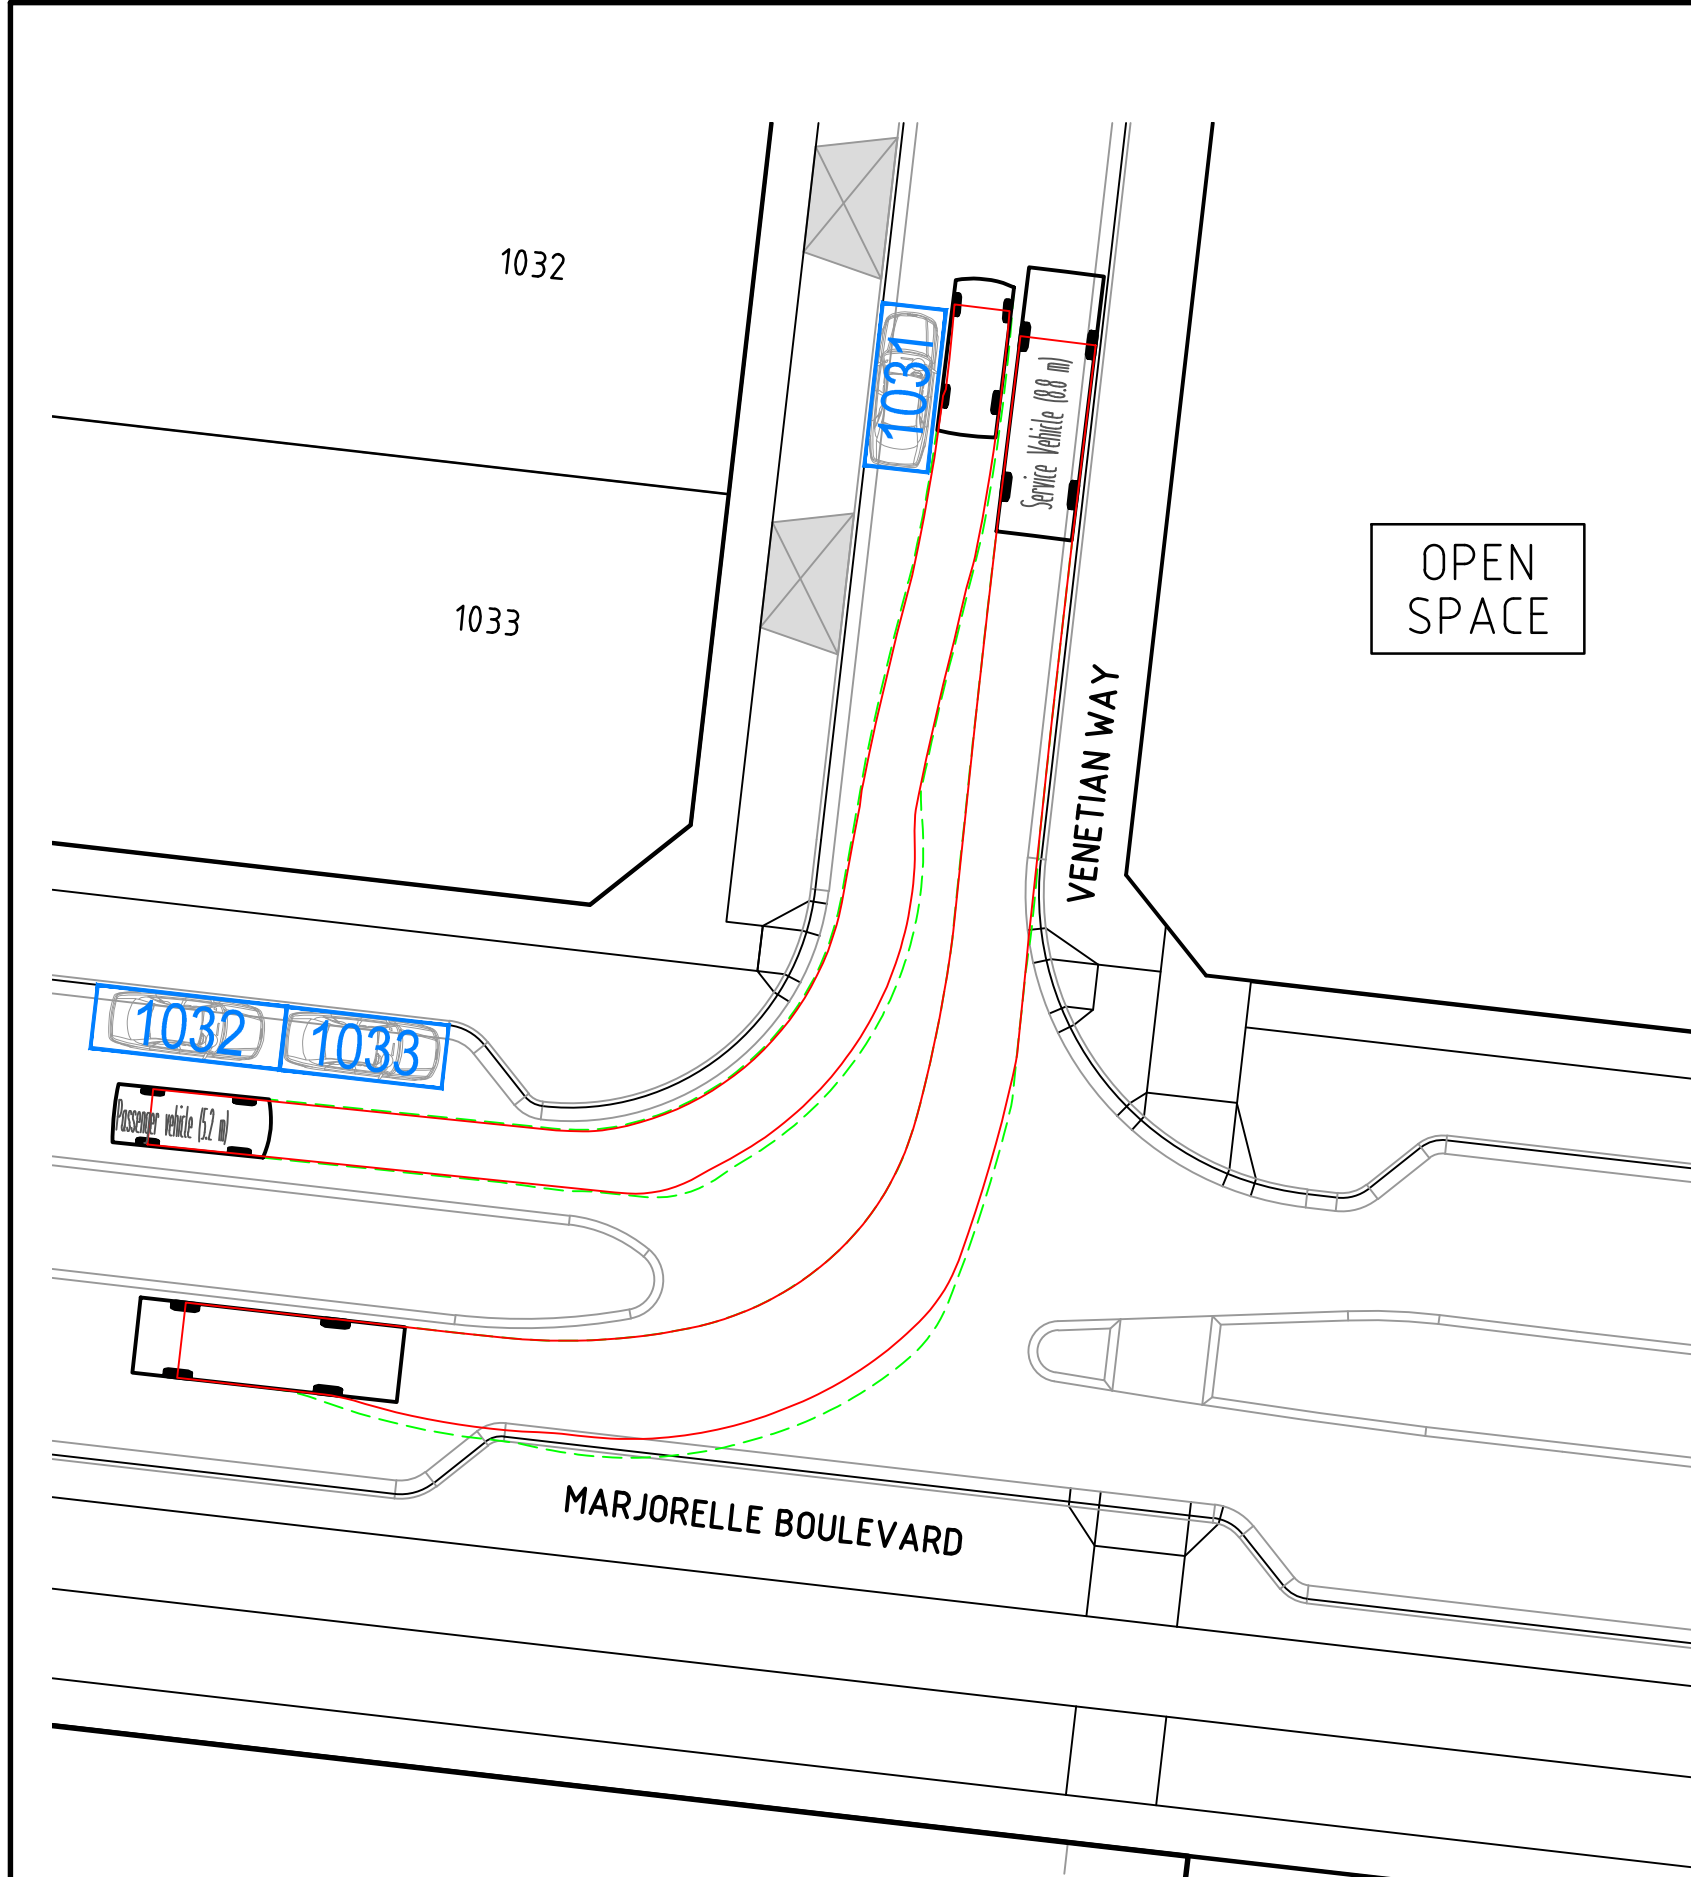 1032
1031
Service Vehicle (8.8 m)
OPEN
SPACE
1033
VENETIAN WAY
1032
1033
Passenger vehicle (5.2 m)
MARJORELLE BOULEVARD